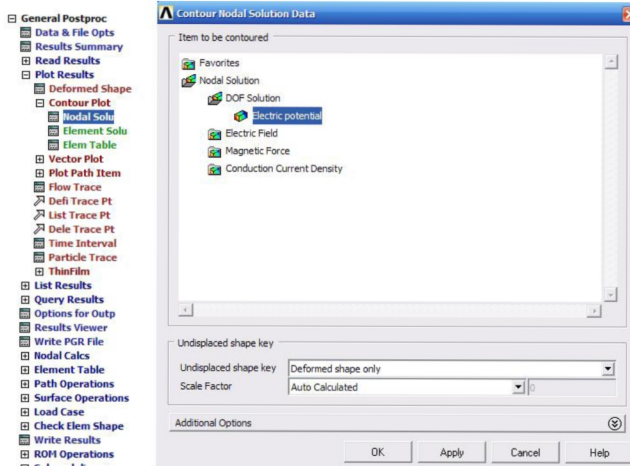 General Postproc
Data & File Opts
Results Summary
Read Results
Plot Results
Deformed Shape
Contour Plot
Nodal Solu
Element Solu
Elem Table
Vector Plot
Plot Path Item
Flow Trace
Defi Trace Pt
List Trace Pt
Dele Trace Pt
Time Interval
Particle Trace
ThinFilm
List Results
Query Results
Options for Outp
Results Viewer
Write PGR File
Nodal Calcs
Element Table
Path Operations
Surface Operations
Load Case
Check Elem Shape
Write Results
ROM Operations
Contour Nodal Solution Data
Item to be contoured
Favorites
Nodal Solution
DOF Solution
Electric potential
Electric Field
Magnetic Force
Conduction Current Density
Undisplaced shape key
Undisplaced shape key Deformed shape only
Scale Factor Auto Calculated 0
Additional Options
OK Apply Cancel Help